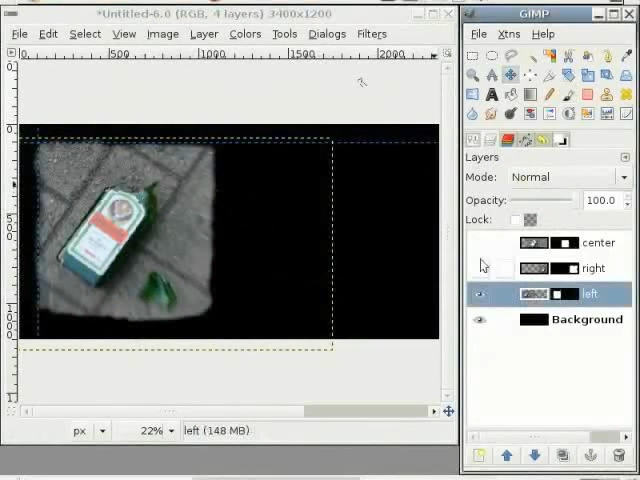 *Untitled-6.0 (RGB, 4 layers) 3400x1200
File Edit Select View Image Layer Colors Tools Dialogs Filters
0 500 1000 1500 2000
px 22% left (148 MB)
GIMP
File Xtns Help
Layers
Mode: Normal
Opacity: 100.0
Lock:
center
right
left
Background